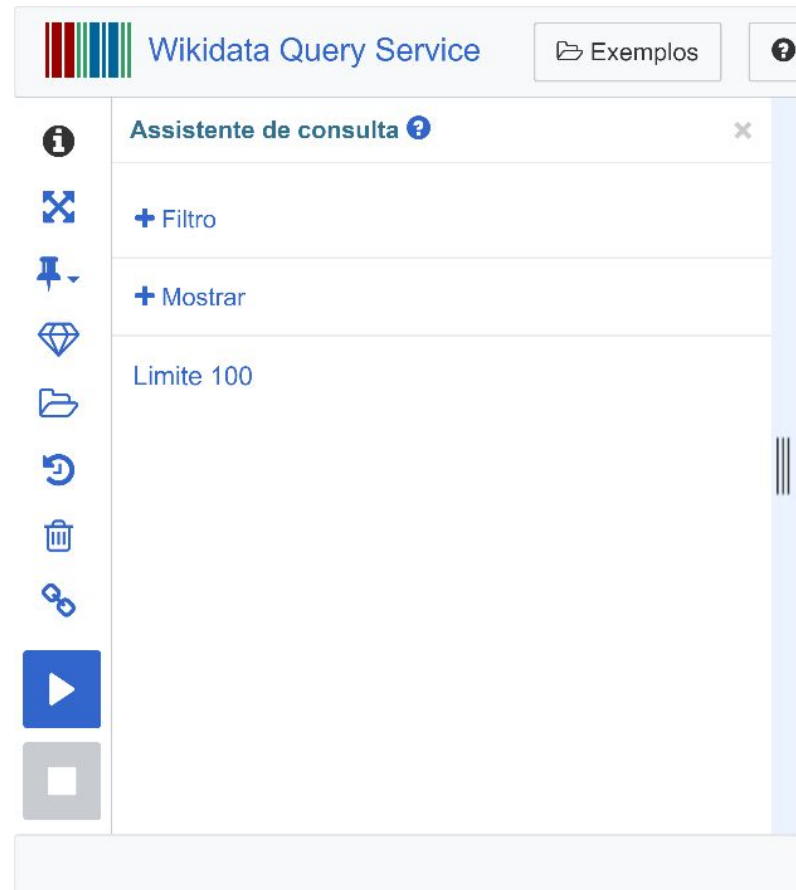 Wikidata Query Service
Exemplos
Assistente de consulta
Filtro
Mostrar
Limite 100